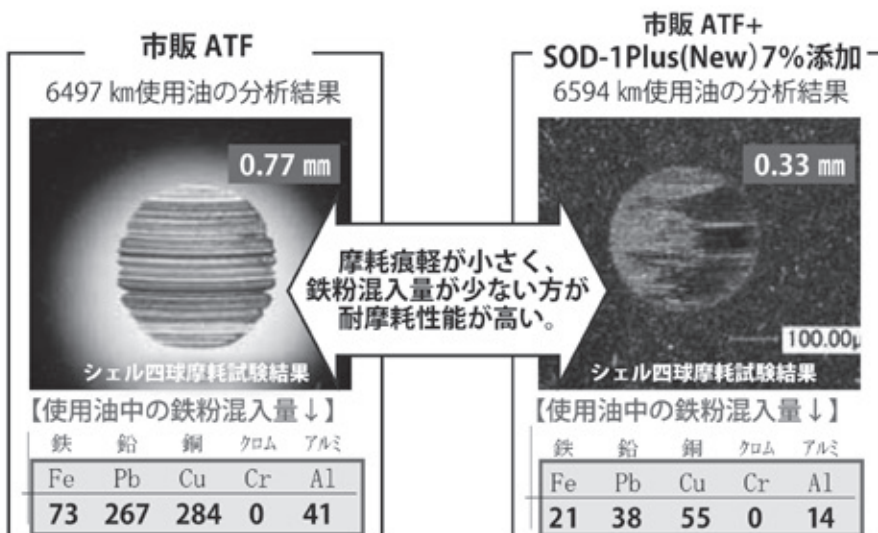 市販 ATF
6497 km使用油の分析結果
0.77 mm
シェル四球摩耗試験結果
【使用油中の鉄粉混入量↓】
鉄 鉛 銅 クロム アルミ
Fe Pb Cu Cr Al
73 267 284 0 41
摩耗痕軽が小さく、
鉄粉混入量が少ない方が
耐摩耗性能が高い。
市販 ATF+
SOD-1Plus(New)7%添加
6594 km使用油の分析結果
0.33 mm
100.00μ
シェル四球摩耗試験結果
【使用油中の鉄粉混入量↓】
鉄 鉛 銅 クロム アルミ
Fe Pb Cu Cr Al
21 38 55 0 14